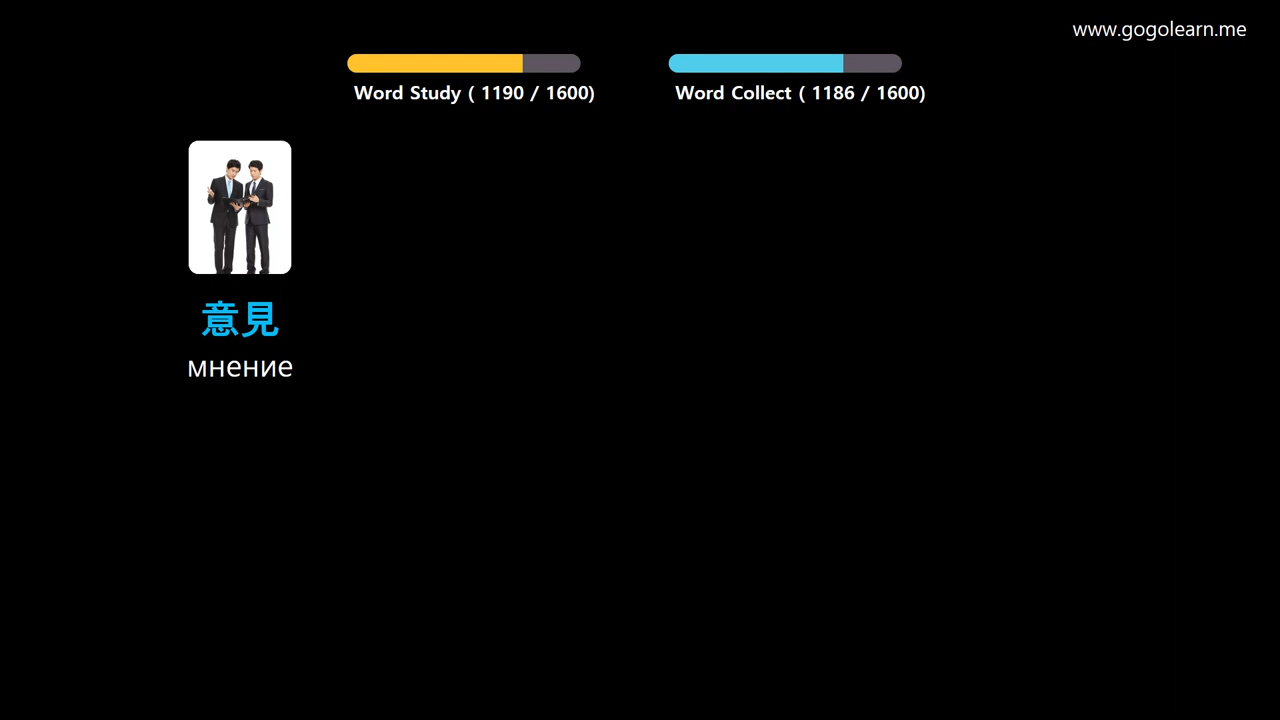 www.gogolearn.me
Word Study ( 1190 / 1600)
Word Collect ( 1186 / 1600)
意見
мнение